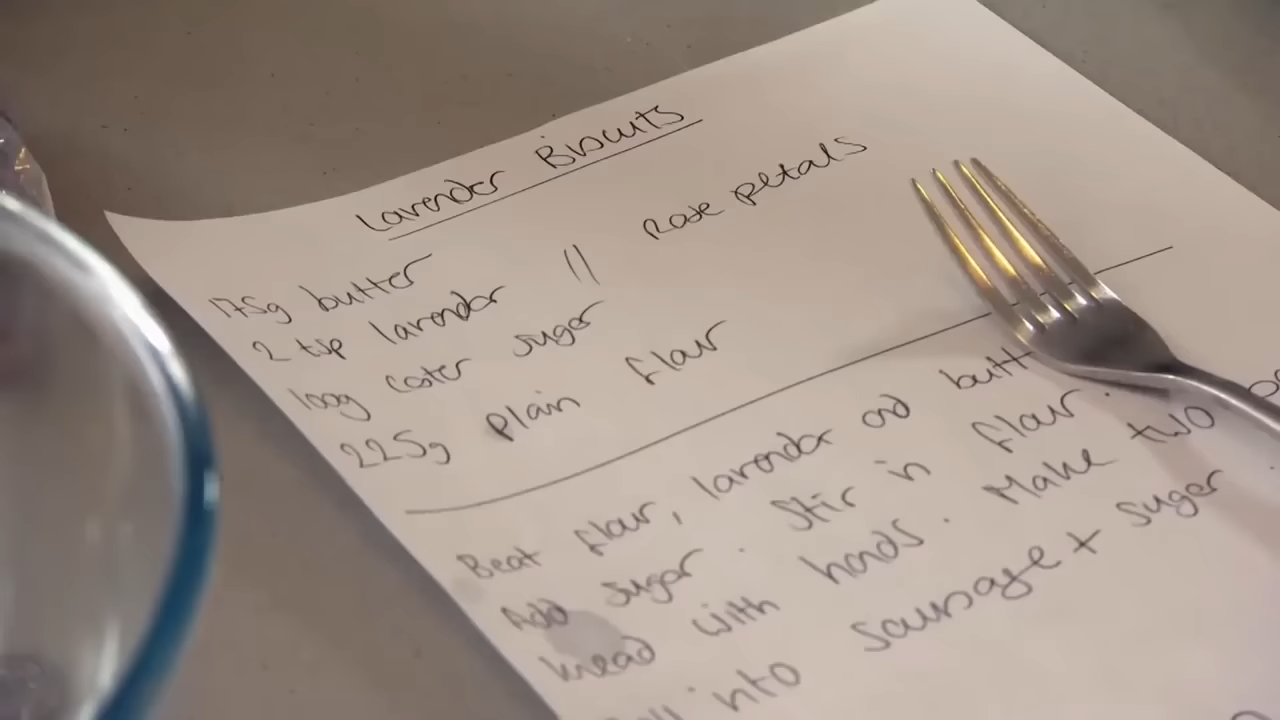 Lavender Biscuits
175g butter
2 tsp lavender // Rose petals
100g caster sugar
225g plain flour
Beat flour, lavender and butt
Add sugar. Stir in flour.
knead with hands. Make two
into sausage + sugar